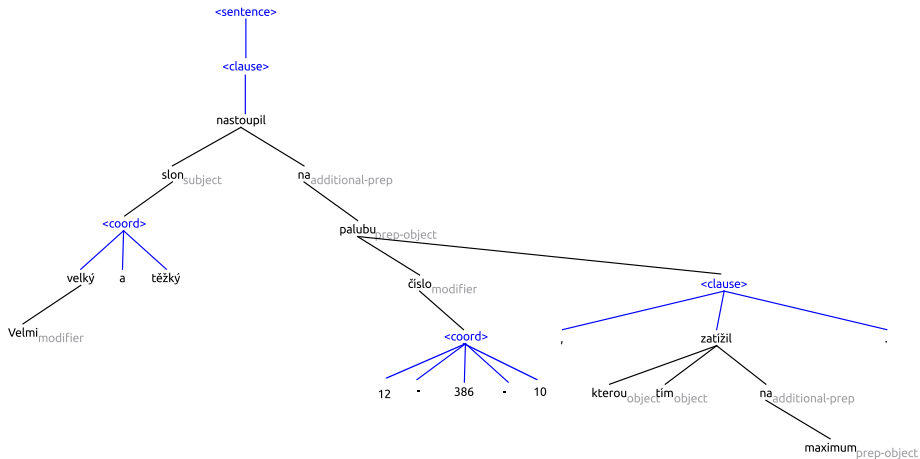 <sentence>
<clause>
nastoupil
slon subject na additional-prep
<coord> palubu prep-object
velký a těžký číslo modifier <clause>
Velmi modifier <coord> , zatížil .
12 - 386 - 10 kterou object tím object na additional-prep
maximum prep-object